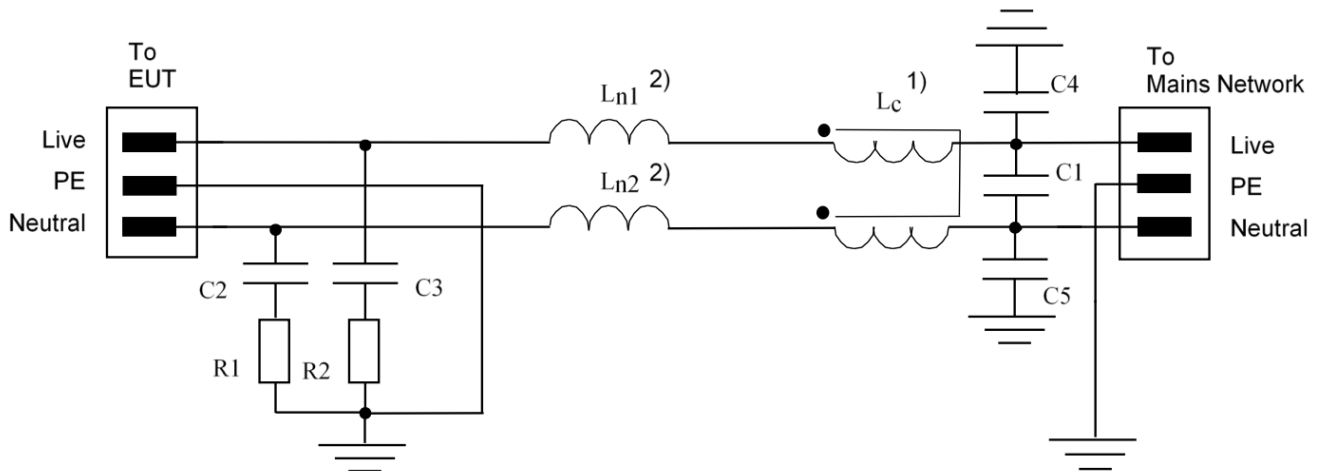 To
EUT
Live
PE
Neutral
C2
C3
R1
R2
Ln1 2)
Ln2 2)
Lc 1)
C4
C1
C5
To
Mains Network
Live
PE
Neutral